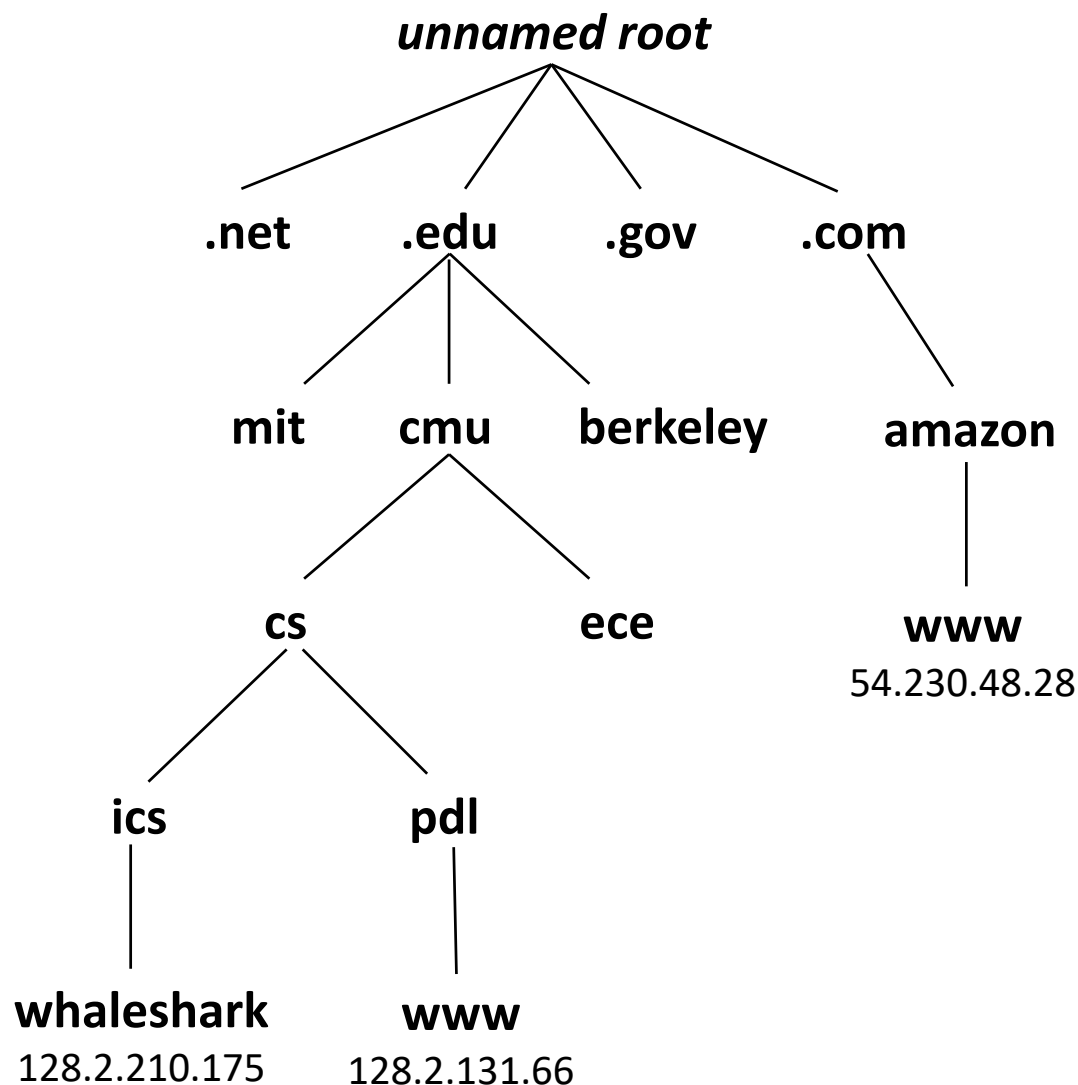 unnamed root
.net .edu .gov .com
mit cmu berkeley amazon
cs ece www
54.230.48.28
ics pdl
whaleshark www
128.2.210.175 128.2.131.66